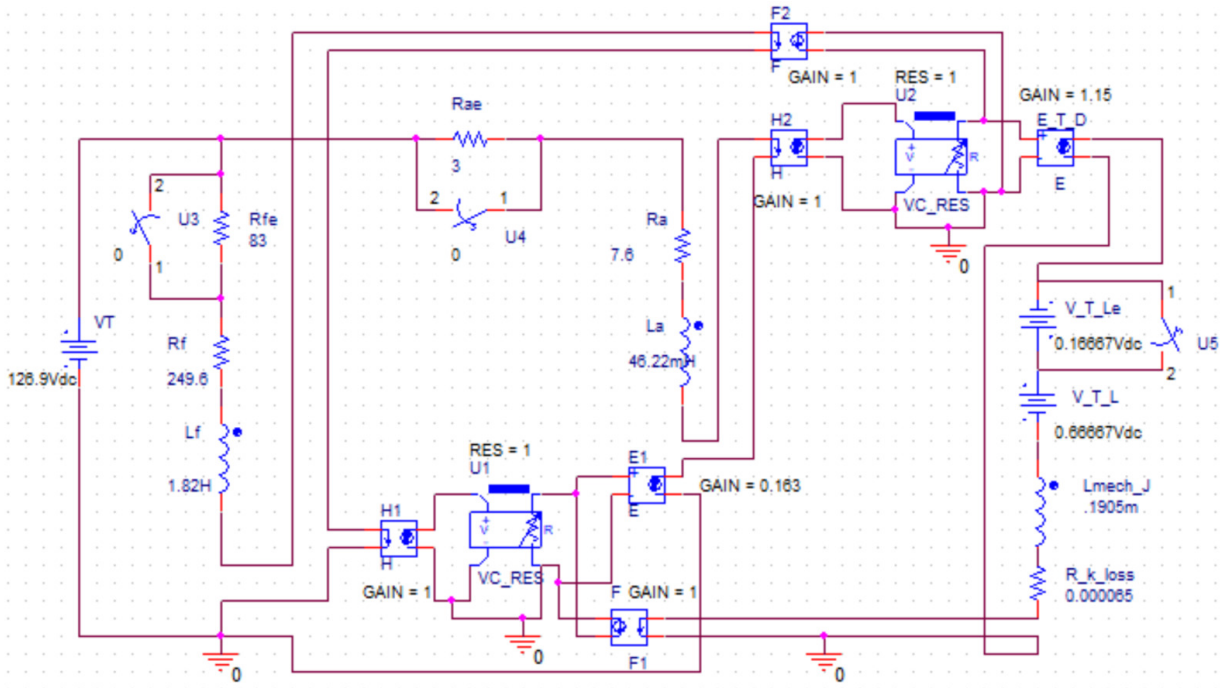 F2
F
GAIN = 1
RES = 1
U2
GAIN = 1.15
Rae
3
H2
E_T_D
2
1
U4
0
H
GAIN = 1
VC_RES
E
0
2
U3
Rfe
83
0
1
Ra
7.6
VT
126.9Vdc
Rf
249.6
La
46.22mH
V_T_Le
0.16667Vdc
1
U5
2
V_T_L
0.66667Vdc
Lf
1.82H
RES = 1
U1
E1
GAIN = 0.163
E
Lmech_J
.1905m
H1
H
GAIN = 1
VC_RES
F GAIN = 1
F1
R_k_loss
0.000065
0
0
0
+
V
-
R
+
V
-
R